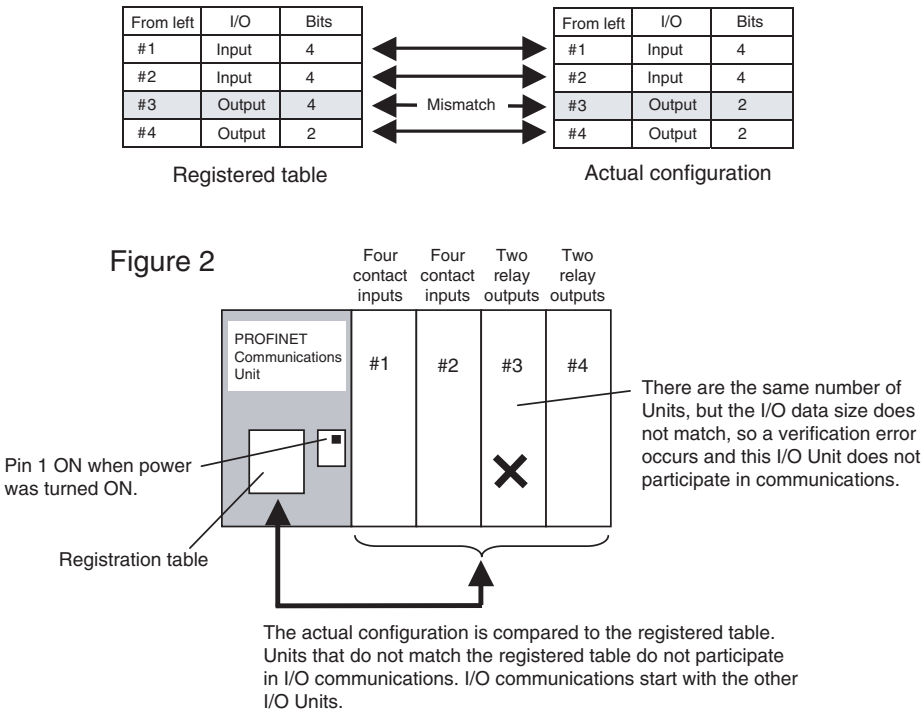 From left I/O Bits
#1 Input 4
#2 Input 4
#3 Output 4
#4 Output 2
Registered table
Mismatch
From left I/O Bits
#1 Input 4
#2 Input 4
#3 Output 2
#4 Output 2
Actual configuration
Figure 2
Four
contact
inputs
Four
contact
inputs
Two
relay
outputs
Two
relay
outputs
PROFINET
Communications
Unit
#1
#2
#3
#4
There are the same number of
Units, but the I/O data size does
not match, so a verification error
occurs and this I/O Unit does not
participate in communications.
Pin 1 ON when power
was turned ON.
Registration table
The actual configuration is compared to the registered table.
Units that do not match the registered table do not participate
in I/O communications. I/O communications start with the other
I/O Units.